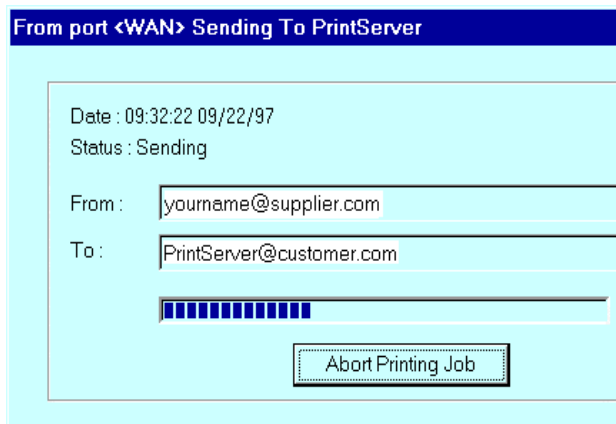 From port <WAN> Sending To PrintServer
Date : 09:32:22 09/22/97
Status : Sending
From : yourname@supplier.com
To : PrintServer@customer.com
Abort Printing Job